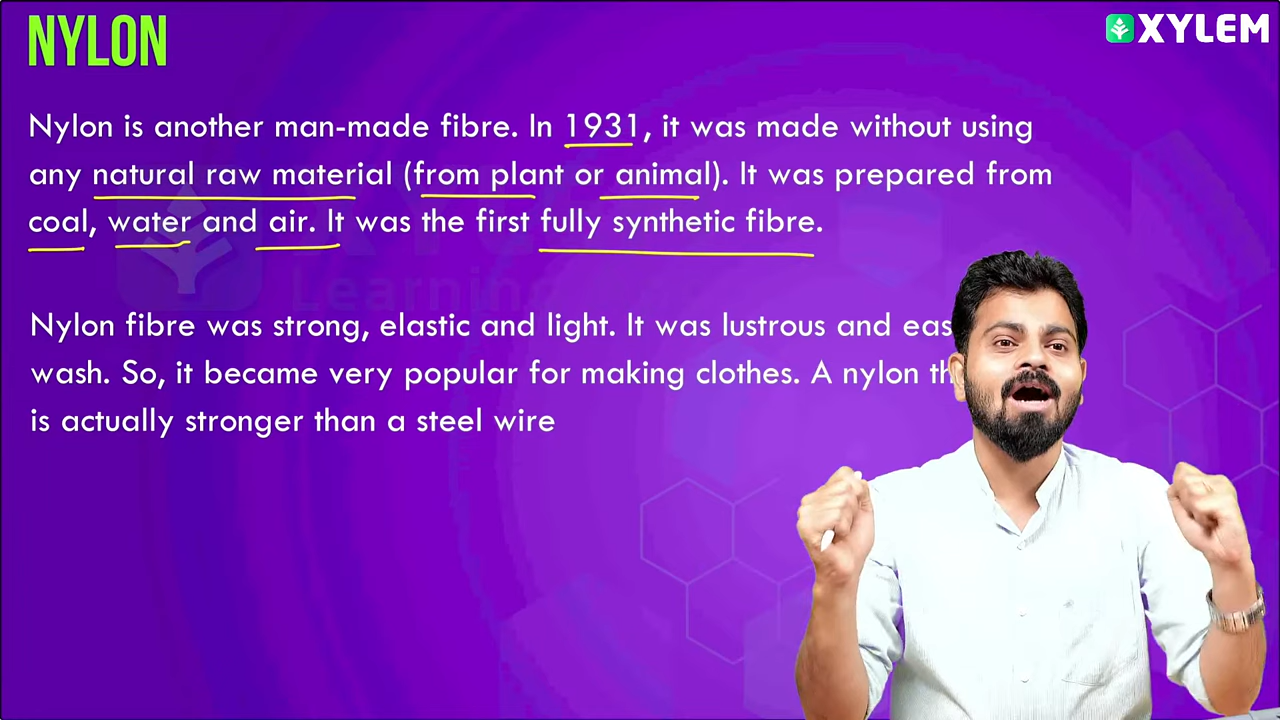 NYLON
XYLEM
Nylon is another man-made fibre. In 1931, it was made without using
any natural raw material (from plant or animal). It was prepared from
coal, water and air. It was the first fully synthetic fibre.
Learning
Nylon fibre was strong, elastic and light. It was lustrous and eas
wash. So, it became very popular for making clothes. A nylon th
is actually stronger than a steel wire